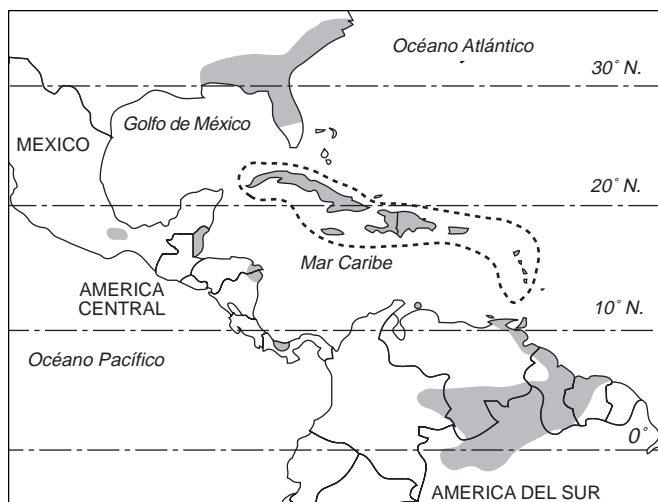 Océano Atlántico
30° N.
Golfo de México
MEXICO
20° N.
Mar Caribe
AMERICA
CENTRAL
10° N.
Océano Pacífico
0°
AMERICA DEL SUR